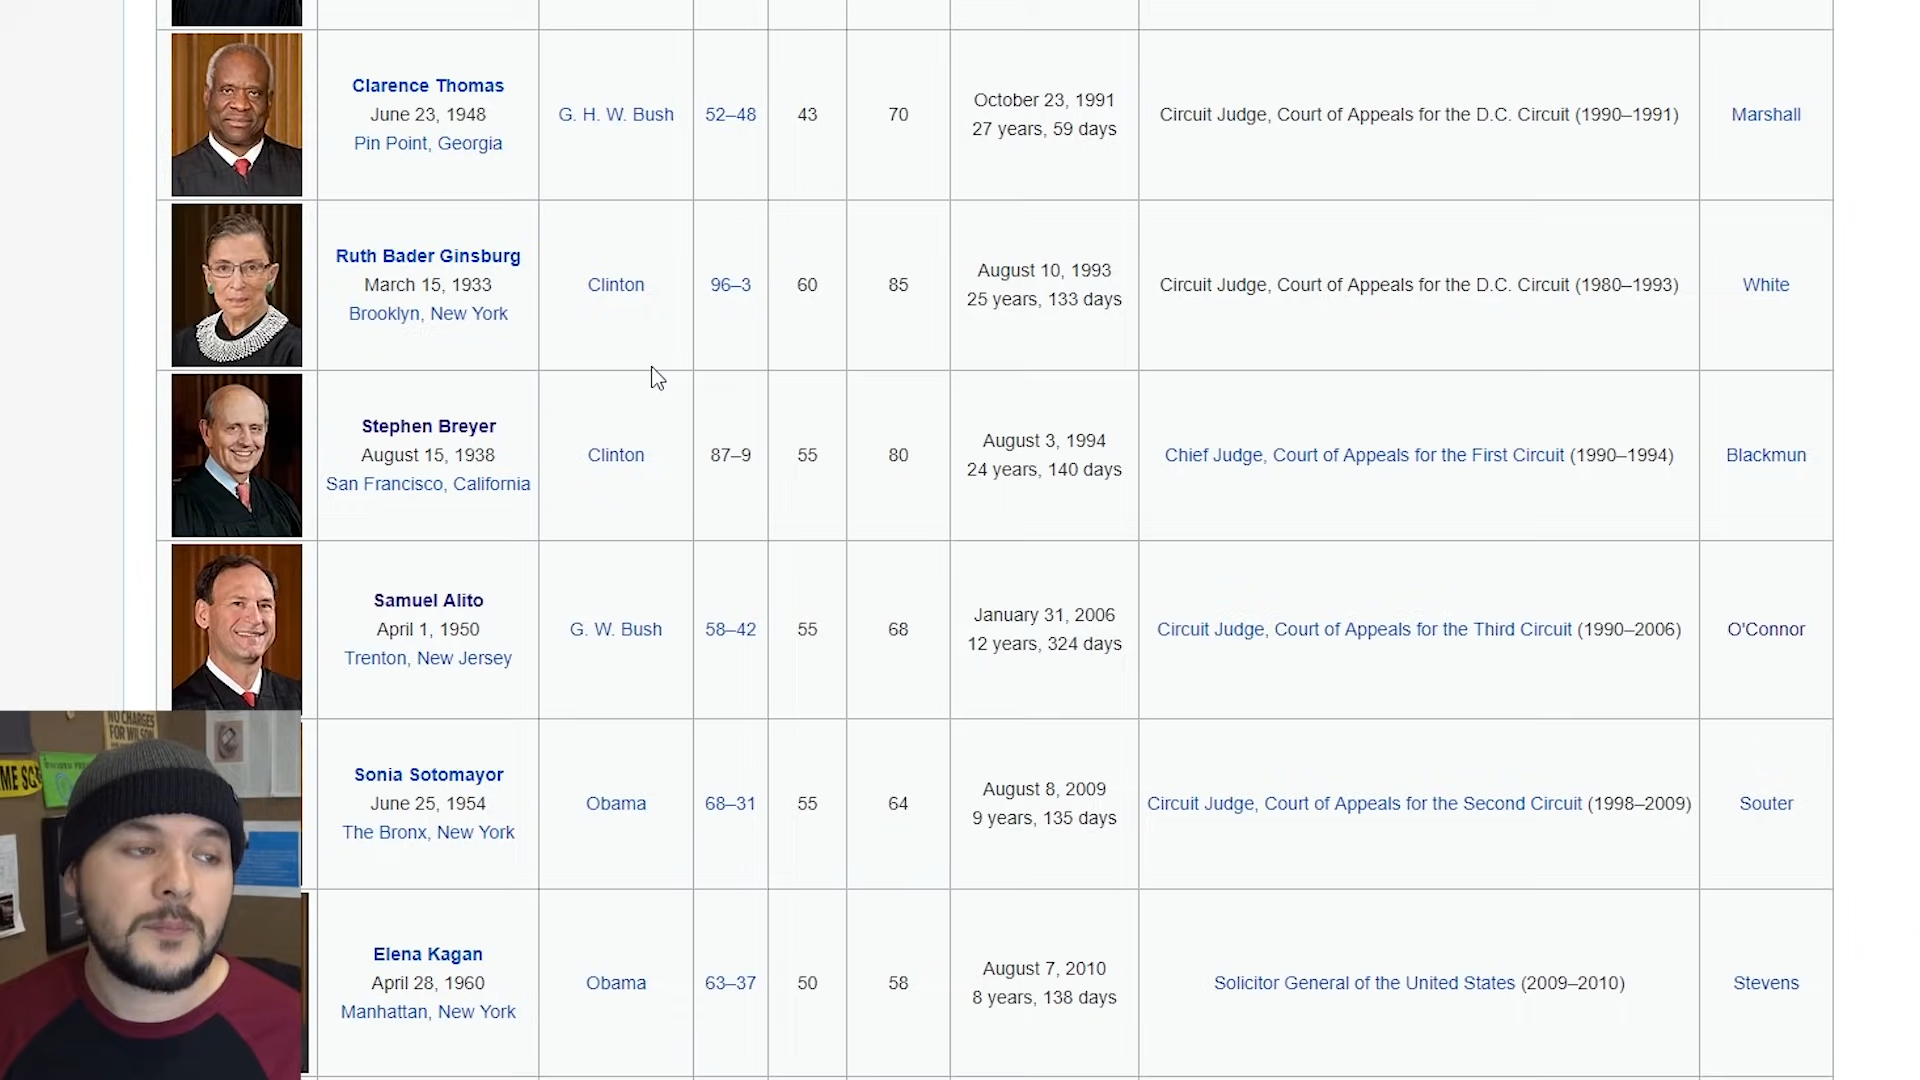 Clarence Thomas
June 23, 1948
Pin Point, Georgia
G. H. W. Bush
52–48
43
70
October 23, 1991
27 years, 59 days
Circuit Judge, Court of Appeals for the D.C. Circuit (1990–1991)
Marshall
Ruth Bader Ginsburg
March 15, 1933
Brooklyn, New York
Clinton
96–3
60
85
August 10, 1993
25 years, 133 days
Circuit Judge, Court of Appeals for the D.C. Circuit (1980–1993)
White
Stephen Breyer
August 15, 1938
San Francisco, California
Clinton
87–9
55
80
August 3, 1994
24 years, 140 days
Chief Judge, Court of Appeals for the First Circuit (1990–1994)
Blackmun
Samuel Alito
April 1, 1950
Trenton, New Jersey
G. W. Bush
58–42
55
68
January 31, 2006
12 years, 324 days
Circuit Judge, Court of Appeals for the Third Circuit (1990–2006)
O'Connor
Sonia Sotomayor
June 25, 1954
The Bronx, New York
Obama
68–31
55
64
August 8, 2009
9 years, 135 days
Circuit Judge, Court of Appeals for the Second Circuit (1998–2009)
Souter
Elena Kagan
April 28, 1960
Manhattan, New York
Obama
63–37
50
58
August 7, 2010
8 years, 138 days
Solicitor General of the United States (2009–2010)
Stevens
NO CHARGES
FOR WILSON
ME SC